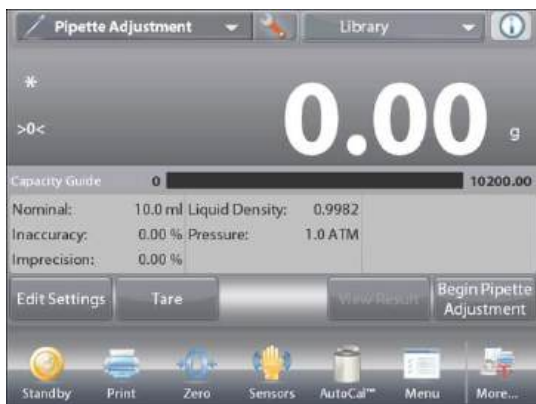 Pipette Adjustment Library
*
>0<
0.00 g
Capacity Guide 0 10200.00
Nominal: 10.0 ml Liquid Density: 0.9982
Inaccuracy: 0.00 % Pressure: 1.0 ATM
Imprecision: 0.00 %
Edit Settings Tare View Result Begin Pipette
Adjustment
Standby Print Zero Sensors AutoCal™ Menu More...